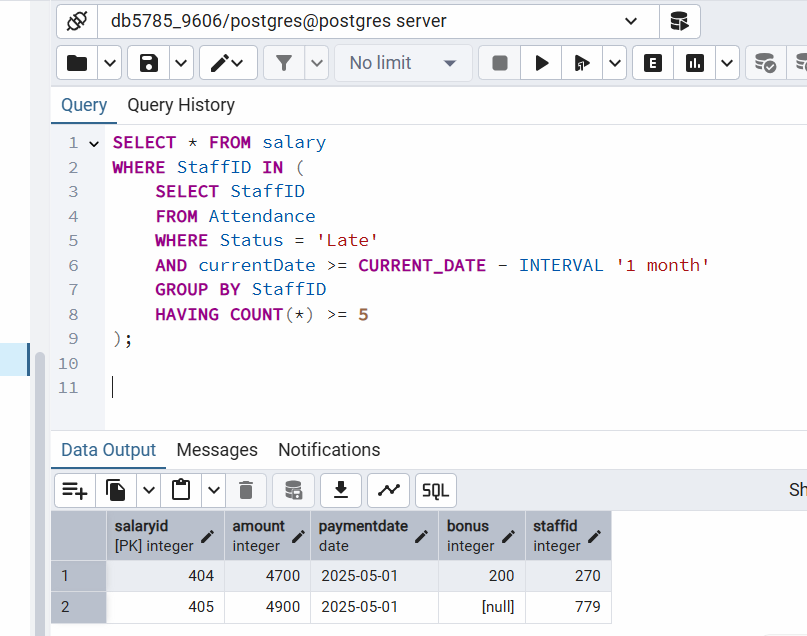 db5785_9606/postgres@postgres server
No limit
E
Query Query History
1 SELECT * FROM salary
2 WHERE StaffID IN (
3 SELECT StaffID
4 FROM Attendance
5 WHERE Status = 'Late'
6 AND currentDate >= CURRENT_DATE - INTERVAL '1 month'
7 GROUP BY StaffID
8 HAVING COUNT(*) >= 5
9 );
10
11
Data Output Messages Notifications
SQL Sh
salaryid amount paymentdate bonus staffid
[PK] integer integer date integer integer
1 404 4700 2025-05-01 200 270
2 405 4900 2025-05-01 [null] 779